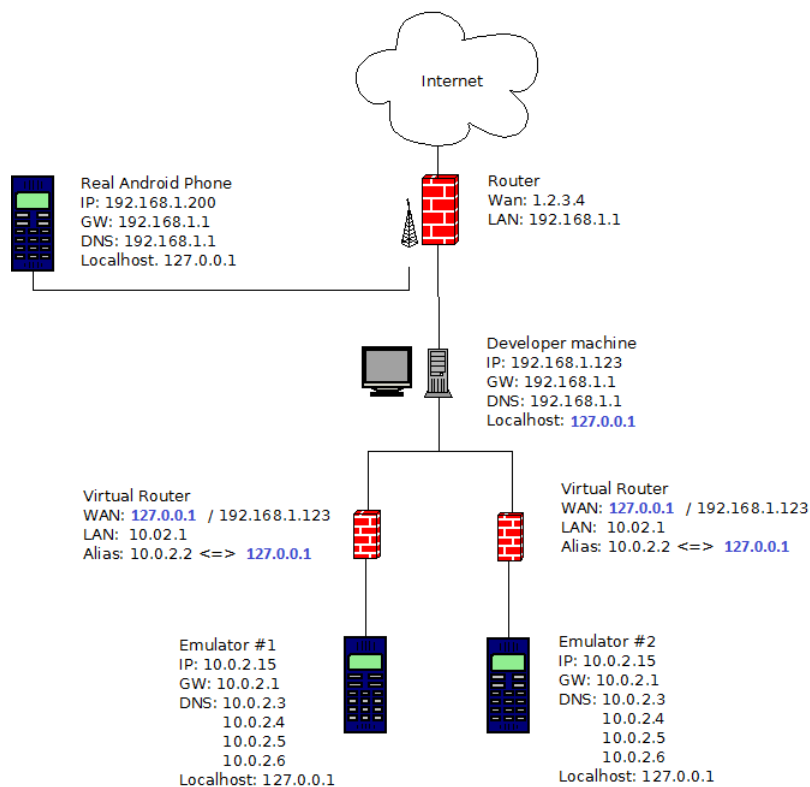 Internet
Real Android Phone
IP: 192.168.1.200
GW: 192.168.1.1
DNS: 192.168.1.1
Localhost. 127.0.0.1
Router
Wan: 1.2.3.4
LAN: 192.168.1.1
Developer machine
IP: 192.168.1.123
GW: 192.168.1.1
DNS: 192.168.1.1
Localhost: 127.0.0.1
Virtual Router
WAN: 127.0.0.1 / 192.168.1.123
LAN: 10.02.1
Alias: 10.0.2.2 <=> 127.0.0.1
Virtual Router
WAN: 127.0.0.1 / 192.168.1.123
LAN: 10.02.1
Alias: 10.0.2.2 <=> 127.0.0.1
Emulator #1
IP: 10.0.2.15
GW: 10.0.2.1
DNS: 10.0.2.3
10.0.2.4
10.0.2.5
10.0.2.6
Localhost: 127.0.0.1
Emulator #2
IP: 10.0.2.15
GW: 10.0.2.1
DNS: 10.0.2.3
10.0.2.4
10.0.2.5
10.0.2.6
Localhost: 127.0.0.1